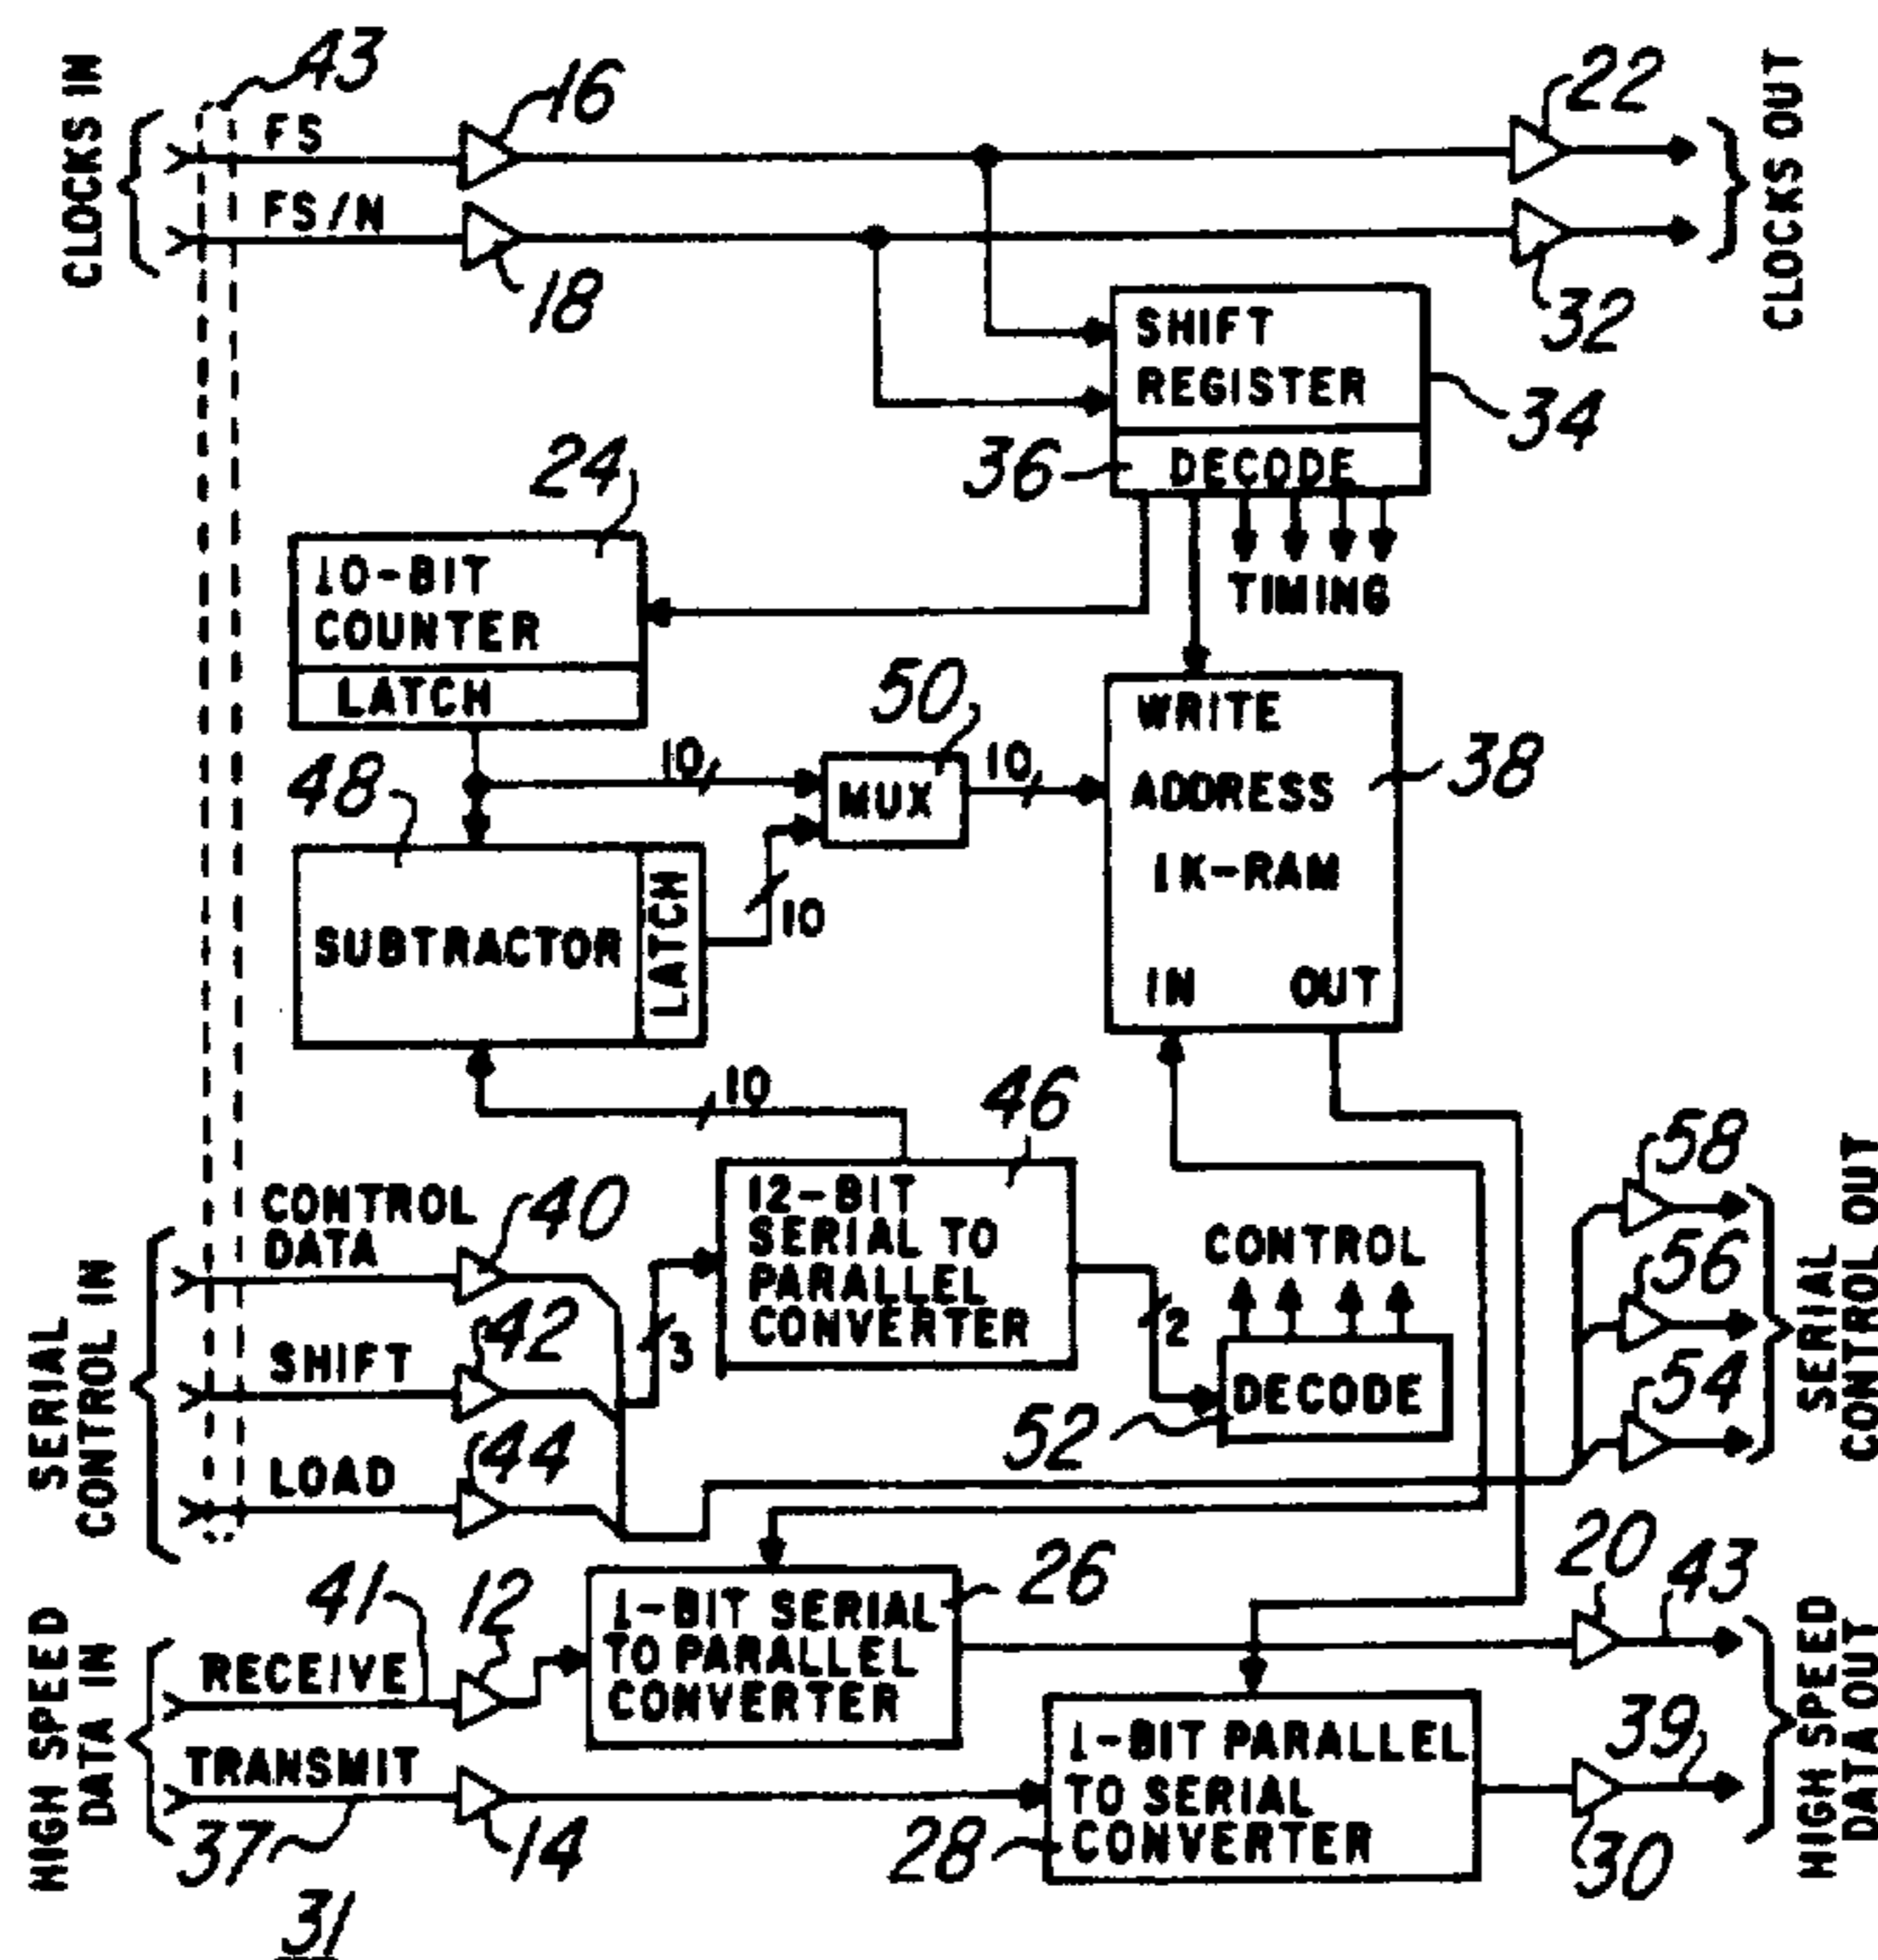 CLOCKS IN
43
FS
16
22
CLOCKS OUT
FS/N
18
32
SHIFT
REGISTER
34
36
DECODE
TIMING
24
10-BIT
COUNTER
LATCH
50
10
MUX
10
WRITE
ADDRESS
1K-RAM
IN OUT
38
48
SUBTRACTOR
LATCH
10
10
46
12-BIT
SERIAL TO
PARALLEL
CONVERTER
SERIAL
CONTROL IN
CONTROL
DATA
40
SHIFT
42
LOAD
44
3
2
CONTROL
DECODE
52
58
56
54
SERIAL
CONTROL OUT
HIGH SPEED
DATA IN
41
12
RECEIVE
TRANSMIT
37
14
1-BIT SERIAL
TO PARALLEL
CONVERTER
26
20
43
1-BIT PARALLEL
TO SERIAL
CONVERTER
28
39
30
HIGH SPEED
DATA OUT
31